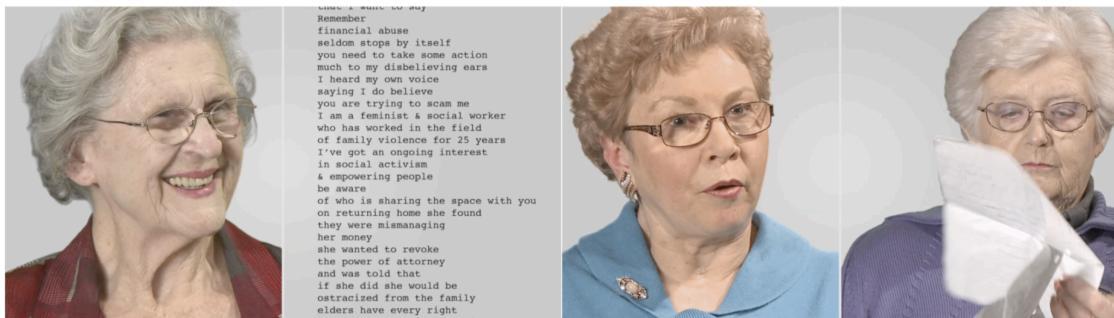 that I want to say
Remember
financial abuse
seldom stops by itself
you need to take some action
much to my disbelieving ears
I heard my own voice
saying I do believe
you are trying to scam me
I am a feminist & social worker
who has worked in the field
of family violence for 25 years
I've got an ongoing interest
in social activism
& empowering people
be aware
of who is sharing the space with you
on returning home she found
they were mismanaging
her money
she wanted to revoke
the power of attorney
and was told that
if she did she would be
ostracized from the family
elders have every right